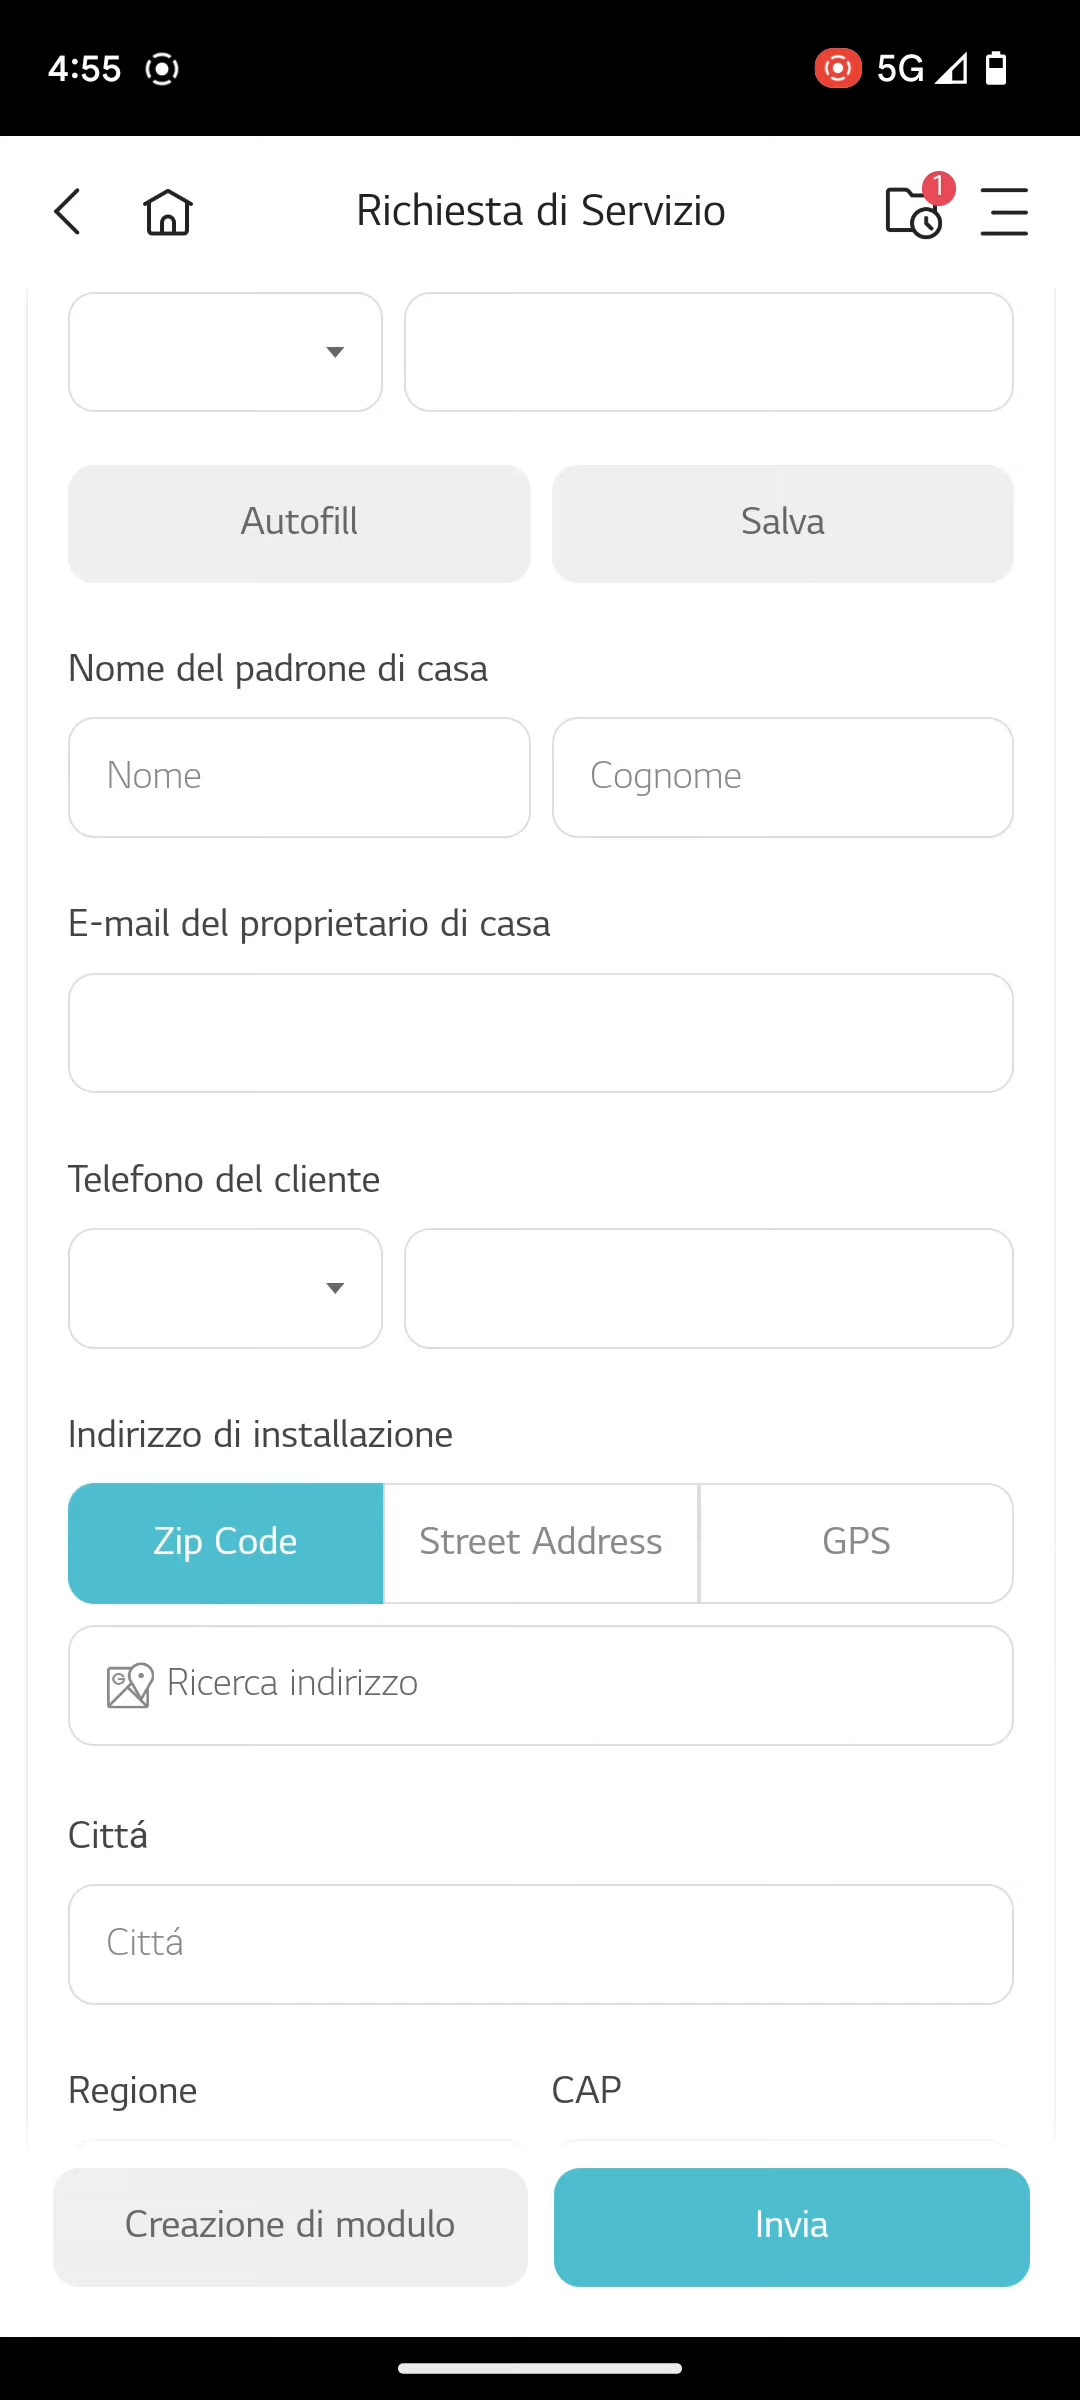 4:55
5G
Richiesta di Servizio
1
Autofill
Salva
Nome del padrone di casa
Nome
Cognome
E-mail del proprietario di casa
Telefono del cliente
Indirizzo di installazione
Zip Code
Street Address
GPS
Ricerca indirizzo
Cittá
Cittá
Regione
CAP
Creazione di modulo
Invia